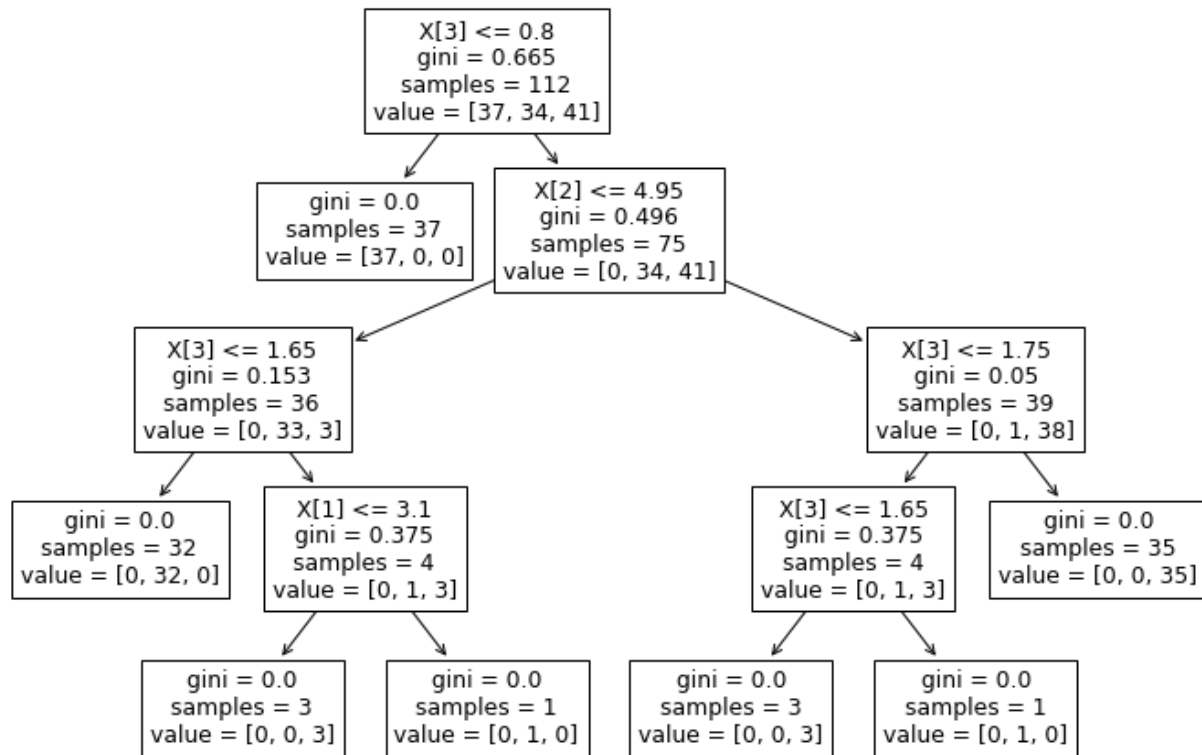 X[3] <= 0.8
gini = 0.665
samples = 112
value = [37, 34, 41]
gini = 0.0
samples = 37
value = [37, 0, 0]
X[2] <= 4.95
gini = 0.496
samples = 75
value = [0, 34, 41]
X[3] <= 1.65
gini = 0.153
samples = 36
value = [0, 33, 3]
X[3] <= 1.75
gini = 0.05
samples = 39
value = [0, 1, 38]
gini = 0.0
samples = 32
value = [0, 32, 0]
X[1] <= 3.1
gini = 0.375
samples = 4
value = [0, 1, 3]
X[3] <= 1.65
gini = 0.375
samples = 4
value = [0, 1, 3]
gini = 0.0
samples = 35
value = [0, 0, 35]
gini = 0.0
samples = 3
value = [0, 0, 3]
gini = 0.0
samples = 1
value = [0, 1, 0]
gini = 0.0
samples = 3
value = [0, 0, 3]
gini = 0.0
samples = 1
value = [0, 1, 0]